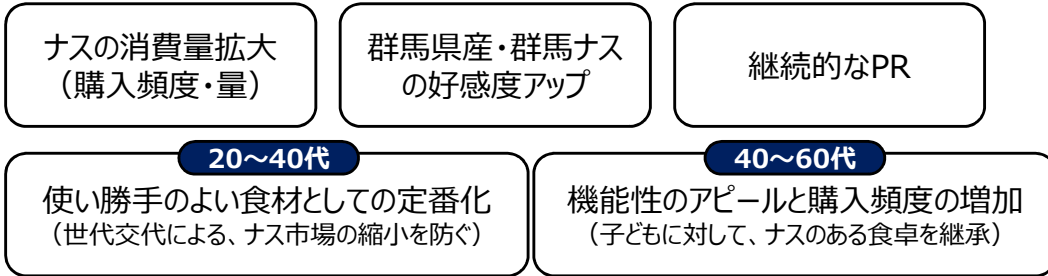 ナスの消費量拡大
（購入頻度・量）
群馬県産・群馬ナス
の好感度アップ
継続的なPR
20～40代
使い勝手のよい食材としての定番化
（世代交代による、ナス市場の縮小を防ぐ）
40～60代
機能性のアピールと購入頻度の増加
（子どもに対して、ナスのある食卓を継承）